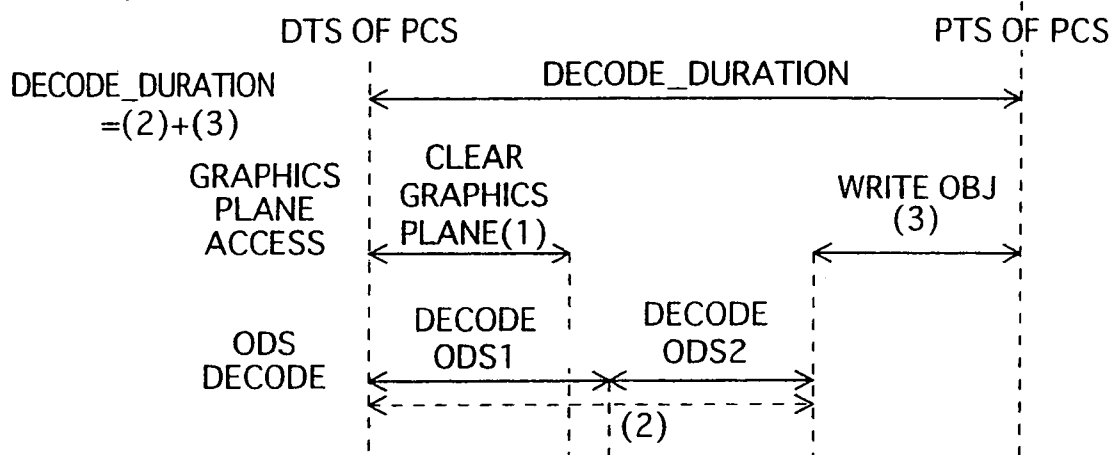 DTS OF PCS
PTS OF PCS
DECODE_DURATION
=(2)+(3)
DECODE_DURATION
GRAPHICS
PLANE
ACCESS
CLEAR
GRAPHICS
PLANE(1)
WRITE OBJ
(3)
ODS
DECODE
DECODE
ODS1
DECODE
ODS2
(2)